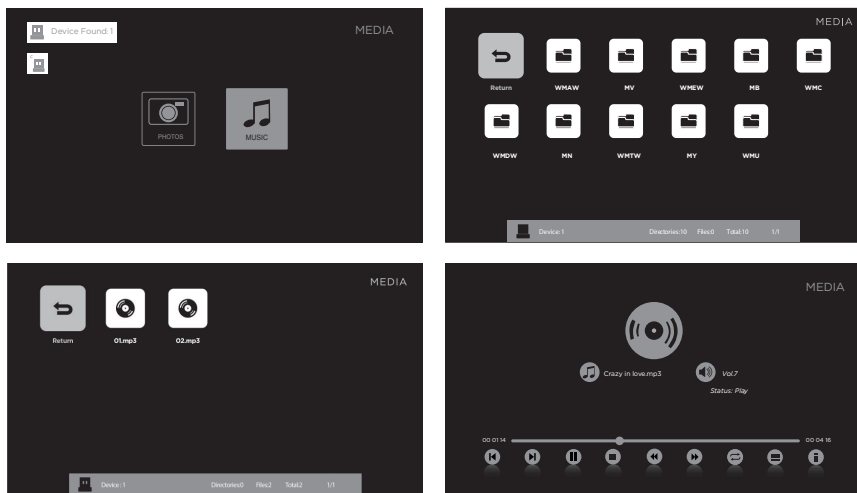 Device Found: 1
MEDIA
PHOTOS
MUSIC
MEDIA
Return WMAW MV WMEW MB WMC
WMDW MN WMTW MY WMU
Device: 1 Directories:10 Files:0 Total:10 1/1
MEDIA
Return 01.mp3 02.mp3
Device : 1 Directories:0 Files:2 Total:2 1/1
MEDIA
Crazy in love.mp3 Vol.7
Status: Play
00 01 14 00 04 16